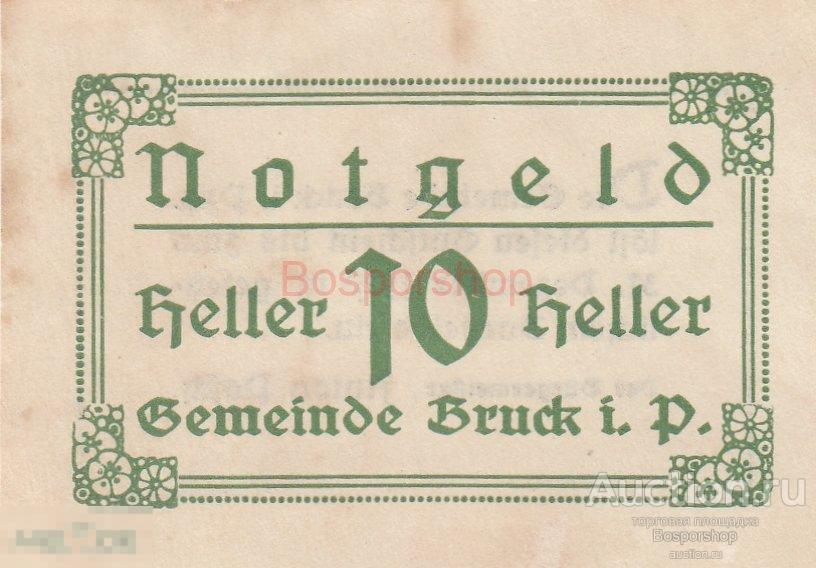 Notgeld
Heller 10 Heller
Bosporshop
Gemeinde Bruck i. P.
Auction.ru
торговая площадка
Bosporshop
auction.ru